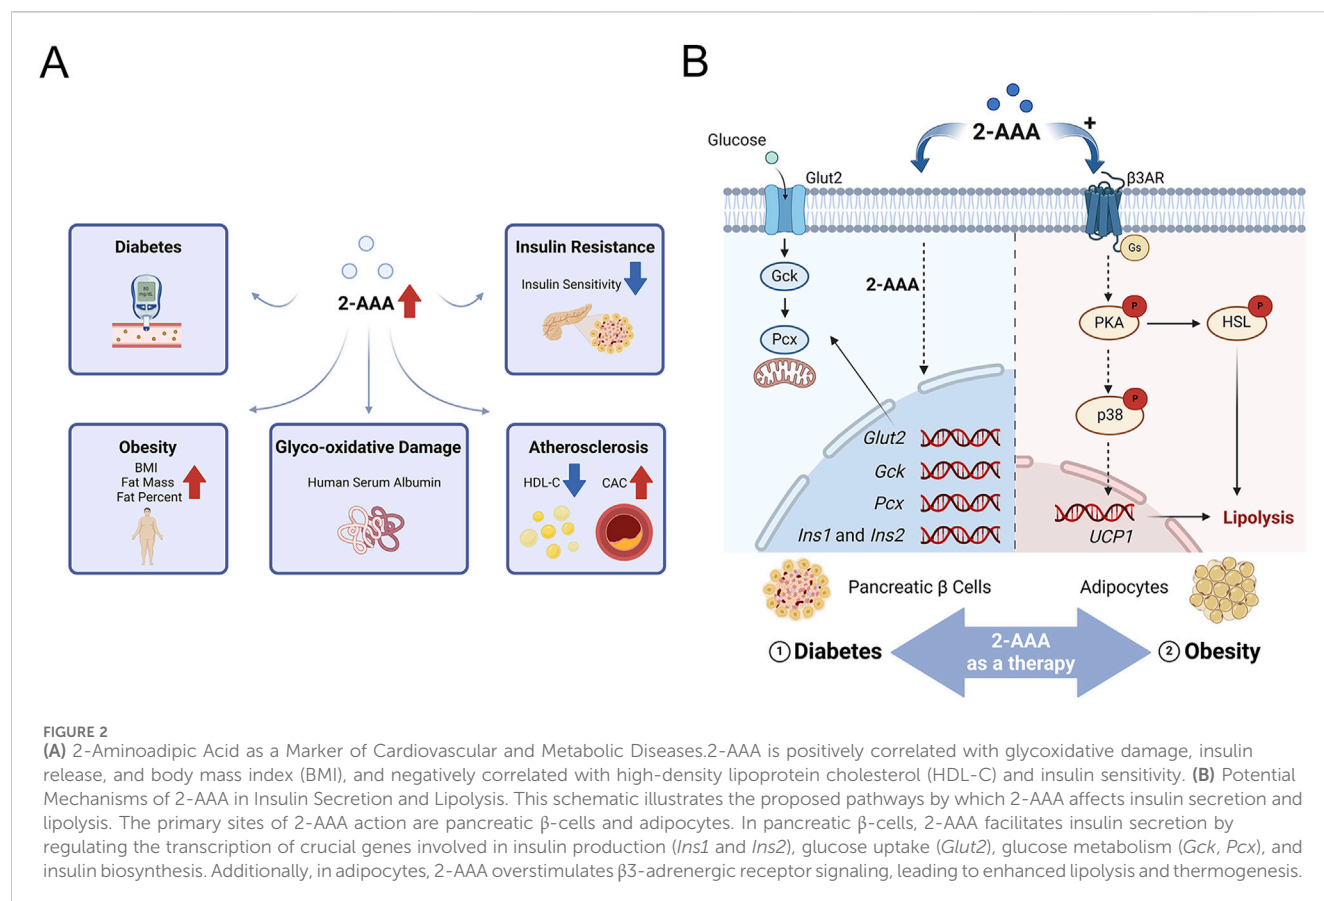 A
Diabetes
80
mg/dL
2-AAA
Insulin Resistance
Insulin Sensitivity
Obesity
BMI
Fat Mass
Fat Percent
Glyco-oxidative Damage
Human Serum Albumin
Atherosclerosis
HDL-C
CAC
B
2-AAA
+
Glucose
Glut2
β3AR
Gs
Gck
2-AAA
Pcx
PKA
P
HSL
P
p38
P
Glut2
Gck
Pcx
Ins1 and Ins2
UCP1
Lipolysis
Pancreatic β Cells
Adipocytes
1 Diabetes
2-AAA
as a therapy
2 Obesity
FIGURE 2
(A) 2-Aminoadipic Acid as a Marker of Cardiovascular and Metabolic Diseases.2-AAA is positively correlated with glycoxidative damage, insulin
release, and body mass index (BMI), and negatively correlated with high-density lipoprotein cholesterol (HDL-C) and insulin sensitivity. (B) Potential
Mechanisms of 2-AAA in Insulin Secretion and Lipolysis. This schematic illustrates the proposed pathways by which 2-AAA affects insulin secretion and
lipolysis. The primary sites of 2-AAA action are pancreatic β-cells and adipocytes. In pancreatic β-cells, 2-AAA facilitates insulin secretion by
regulating the transcription of crucial genes involved in insulin production (Ins1 and Ins2), glucose uptake (Glut2), glucose metabolism (Gck, Pcx), and
insulin biosynthesis. Additionally, in adipocytes, 2-AAA overstimulates β3-adrenergic receptor signaling, leading to enhanced lipolysis and thermogenesis.